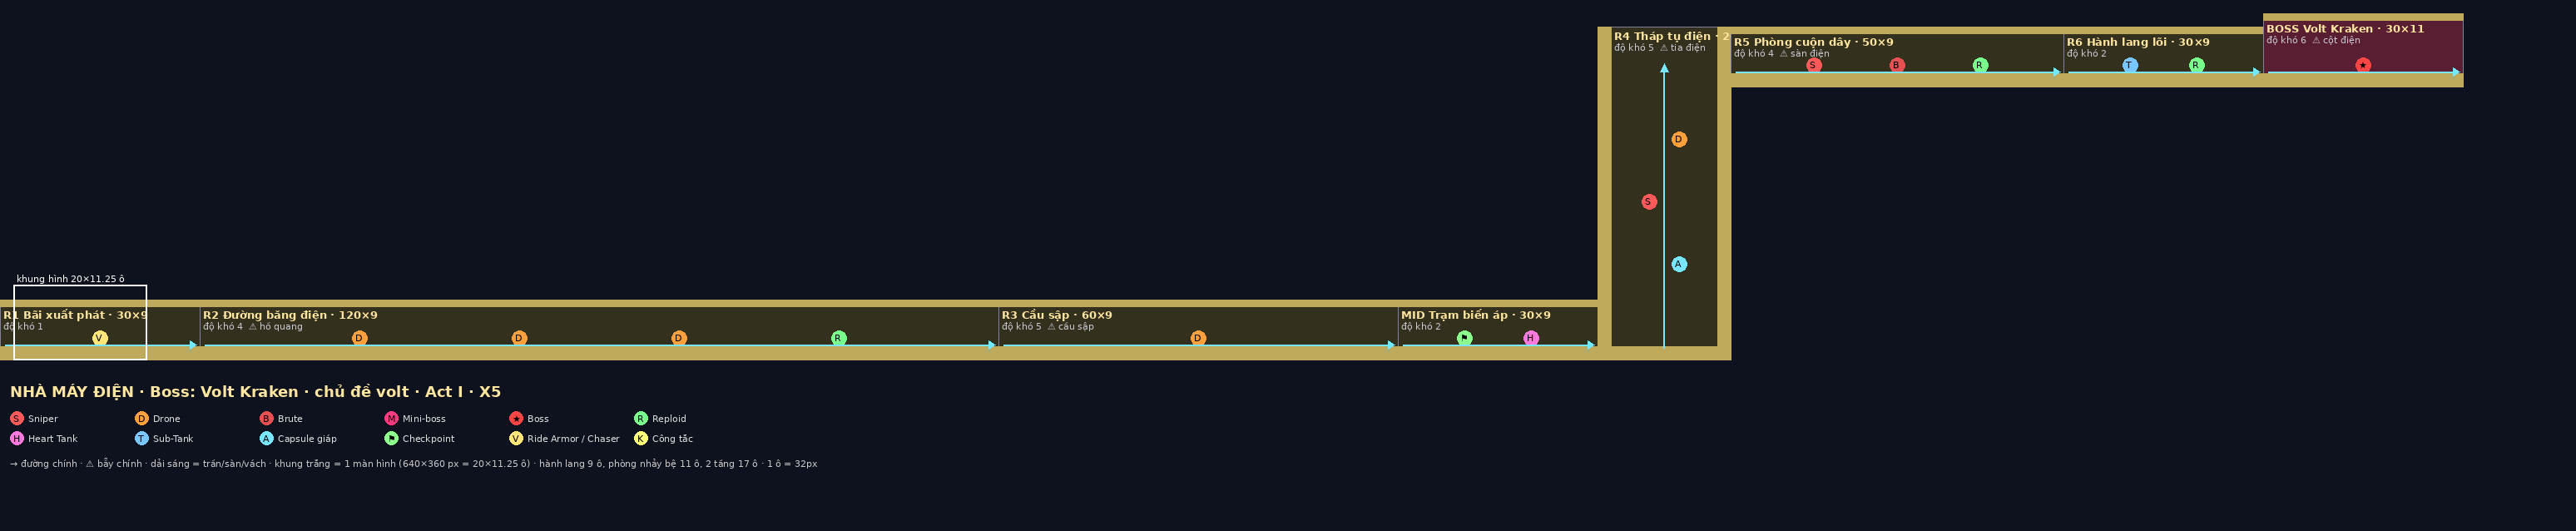 R4 Tháp tụ điện · 2
độ khó 5 ⚠ tia điện
D
S
A
R5 Phòng cuộn dây · 50×9
độ khó 4 ⚠ sàn điện
S
B
R
R6 Hành lang lõi · 30×9
độ khó 2
T
R
BOSS Volt Kraken · 30×11
độ khó 6 ⚠ cột điện
★
khung hình 20×11.25 ô
R1 Bãi xuất phát · 30×9
độ khó 1
V
R2 Đường băng điện · 120×9
độ khó 4 ⚠ hồ quang
D
D
D
R
R3 Cầu sập · 60×9
độ khó 5 ⚠ cầu sập
D
MID Trạm biến áp · 30×9
độ khó 2
⚑
H
NHÀ MÁY ĐIỆN · Boss: Volt Kraken · chủ đề volt · Act I · X5
S Sniper
D Drone
B Brute
M Mini-boss
★ Boss
R Reploid
H Heart Tank
T Sub-Tank
A Capsule giáp
⚑ Checkpoint
V Ride Armor / Chaser
K Công tắc
→ đường chính · ⚠ bẫy chính · dải sáng = trần/sàn/vách · khung trắng = 1 màn hình (640×360 px = 20×11.25 ô) · hành lang 9 ô, phòng nhảy bệ 11 ô, 2 tầng 17 ô · 1 ô = 32px